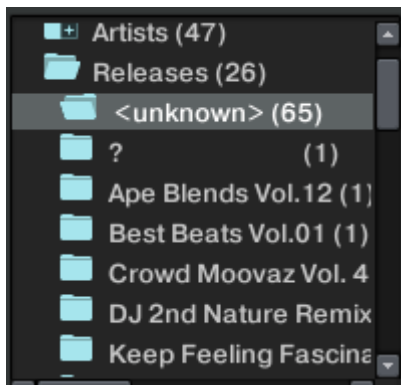 Artists (47)
Releases (26)
<unknown> (65)
? (1)
Ape Blends Vol.12 (1)
Best Beats Vol.01 (1)
Crowd Moovaz Vol. 4
DJ 2nd Nature Remix
Keep Feeling Fascina